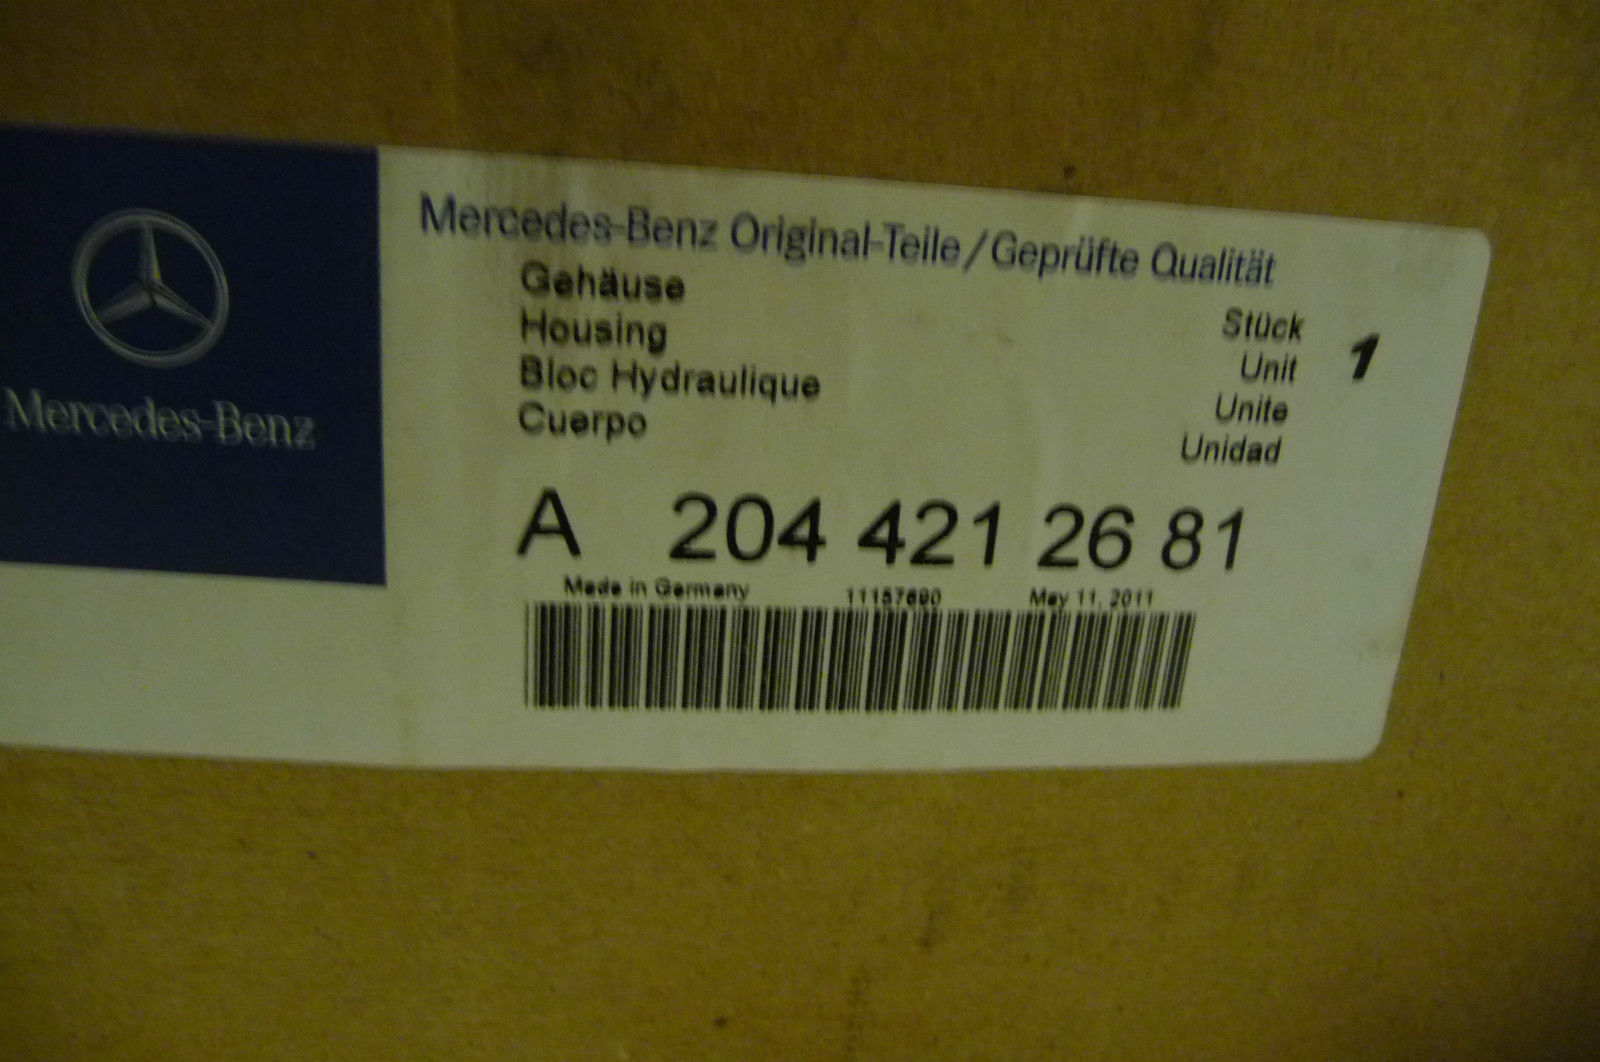 Mercedes-Benz
Mercedes-Benz Original-Teile/Geprüfte Qualität
Gehäuse
Housing
Bloc Hydraulique
Cuerpo
Stück
Unit 1
Unite
Unidad
A 204 421 26 81
Made in Germany 11157690 May 11, 2011